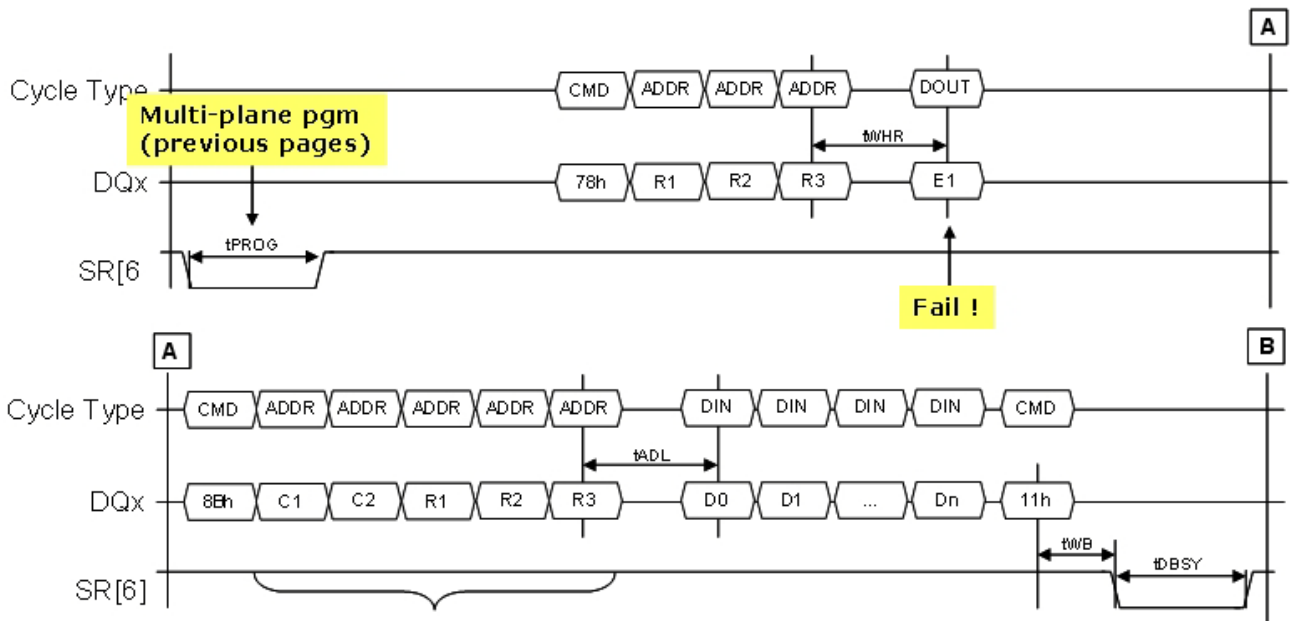 A
Cycle Type CMD ADDR ADDR ADDR DOUT
Multi-plane pgm
(previous pages)
tWHR
DQx 78h R1 R2 R3 E1
tPROG
SR[6
Fail !
A B
Cycle Type CMD ADDR ADDR ADDR ADDR ADDR DIN DIN DIN DIN CMD
tADL
DQx 8Bh C1 C2 R1 R2 R3 D0 D1 ... Dn 11h
tWB tDBSY
SR[6]